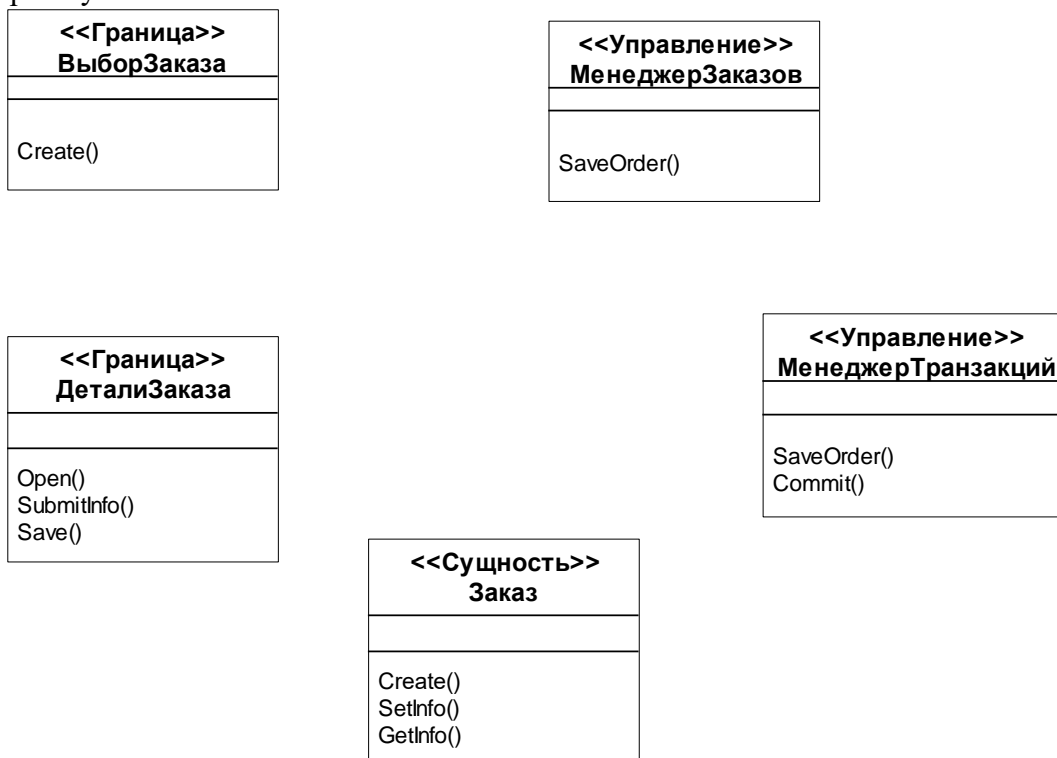 <<Граница>>
ВыборЗаказа
Create()
<<Управление>>
МенеджерЗаказов
SaveOrder()
<<Граница>>
ДеталиЗаказа
Open()
SubmitInfo()
Save()
<<Управление>>
МенеджерТранзакций
SaveOrder()
Commit()
<<Сущность>>
Заказ
Create()
SetInfo()
GetInfo()